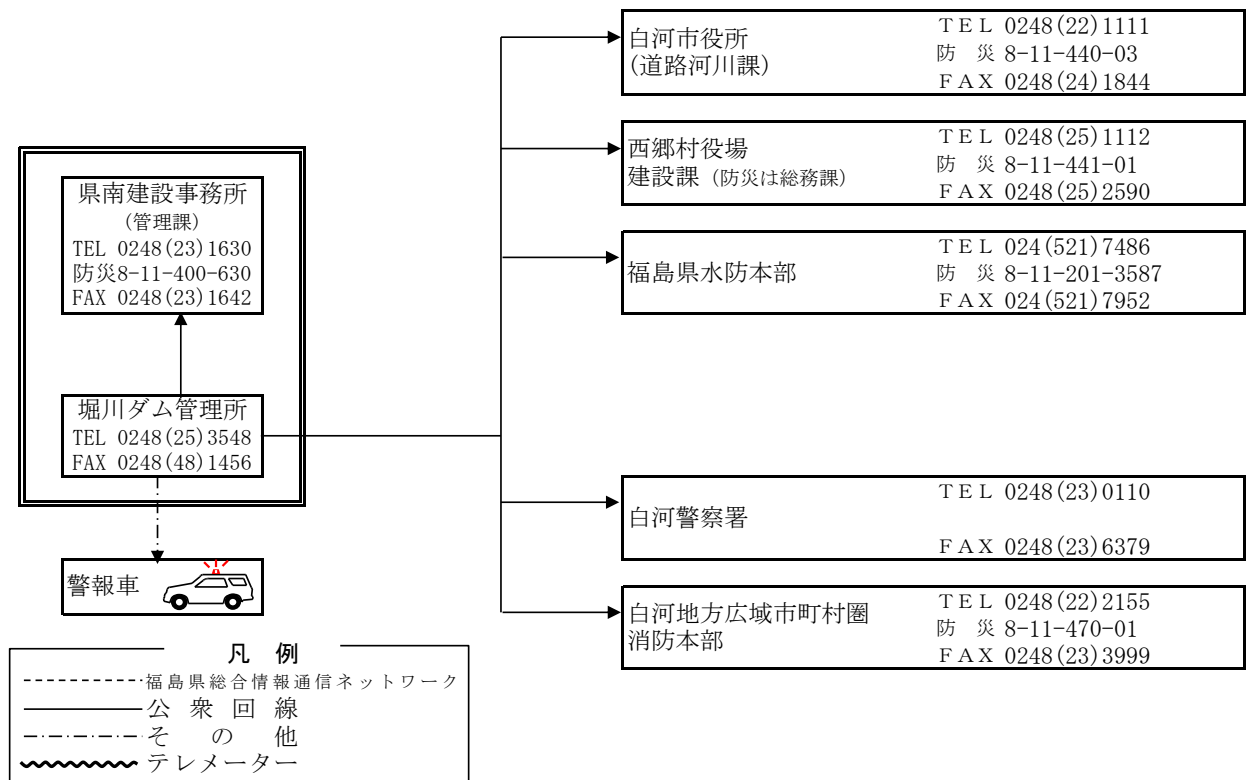 白河市役所
(道路河川課)
ＴＥＬ 0248(22)1111
防　災 8-11-440-03
ＦＡＸ 0248(24)1844
西郷村役場
建設課（防災は総務課）
ＴＥＬ 0248(25)1112
防　災 8-11-441-01
ＦＡＸ 0248(25)2590
福島県水防本部
ＴＥＬ 024(521)7486
防　災 8-11-201-3587
ＦＡＸ 024(521)7952
県南建設事務所
(管理課)
TEL 0248(23)1630
防災8-11-400-630
FAX 0248(23)1642
堀川ダム管理所
TEL 0248(25)3548
FAX 0248(48)1456
警報車
白河警察署
ＴＥＬ 0248(23)0110
ＦＡＸ 0248(23)6379
白河地方広域市町村圏
消防本部
ＴＥＬ 0248(22)2155
防　災 8-11-470-01
ＦＡＸ 0248(23)3999
凡　例
福島県総合情報通信ネットワーク
公　衆　回　線
そ　の　他
テレメーター